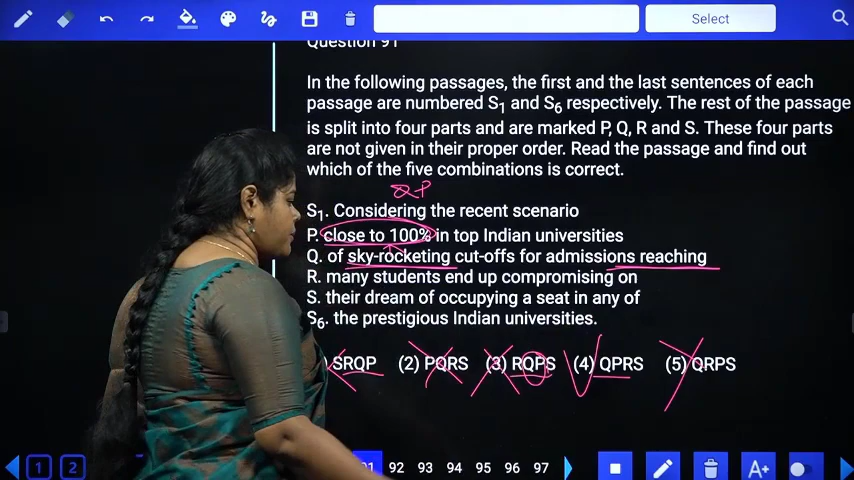 Select
Question 91
In the following passages, the first and the last sentences of each
passage are numbered S1 and S6 respectively. The rest of the passage
is split into four parts and are marked P, Q, R and S. These four parts
are not given in their proper order. Read the passage and find out
which of the five combinations is correct.
QP
S1. Considering the recent scenario
P. close to 100% in top Indian universities
Q. of sky-rocketing cut-offs for admissions reaching
R. many students end up compromising on
S. their dream of occupying a seat in any of
S6. the prestigious Indian universities.
) SRQP (2) PQRS (3) RQPS (4) QPRS (5) QRPS
1 2 91 92 93 94 95 96 97 A+